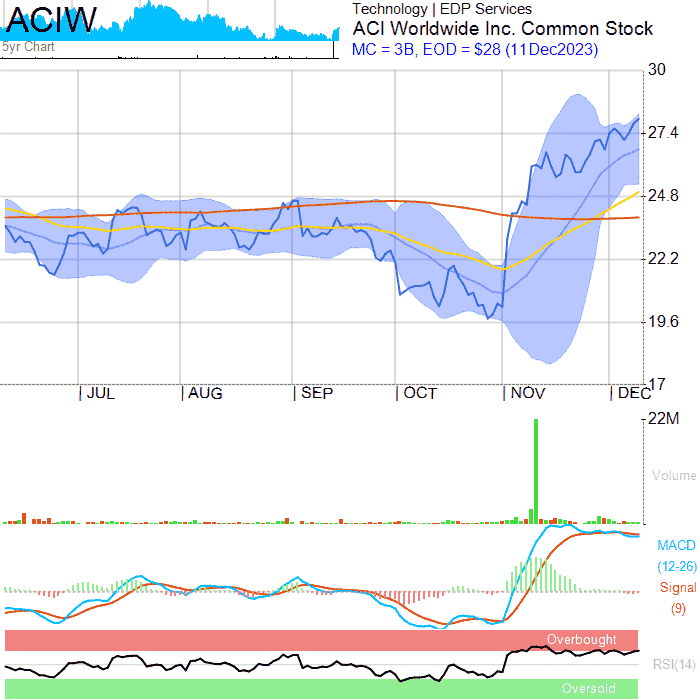 ACIW
5yr Chart
Technology | EDP Services
ACI Worldwide Inc. Common Stock
MC = 3B, EOD = $28 (11Dec2023)
30
27.4
24.8
22.2
19.6
17
| JUL | AUG | SEP | OCT | NOV | DEC
22M
Volume
MACD
(12-26)
Signal
(9)
Overbought
RSI(14)
Oversold